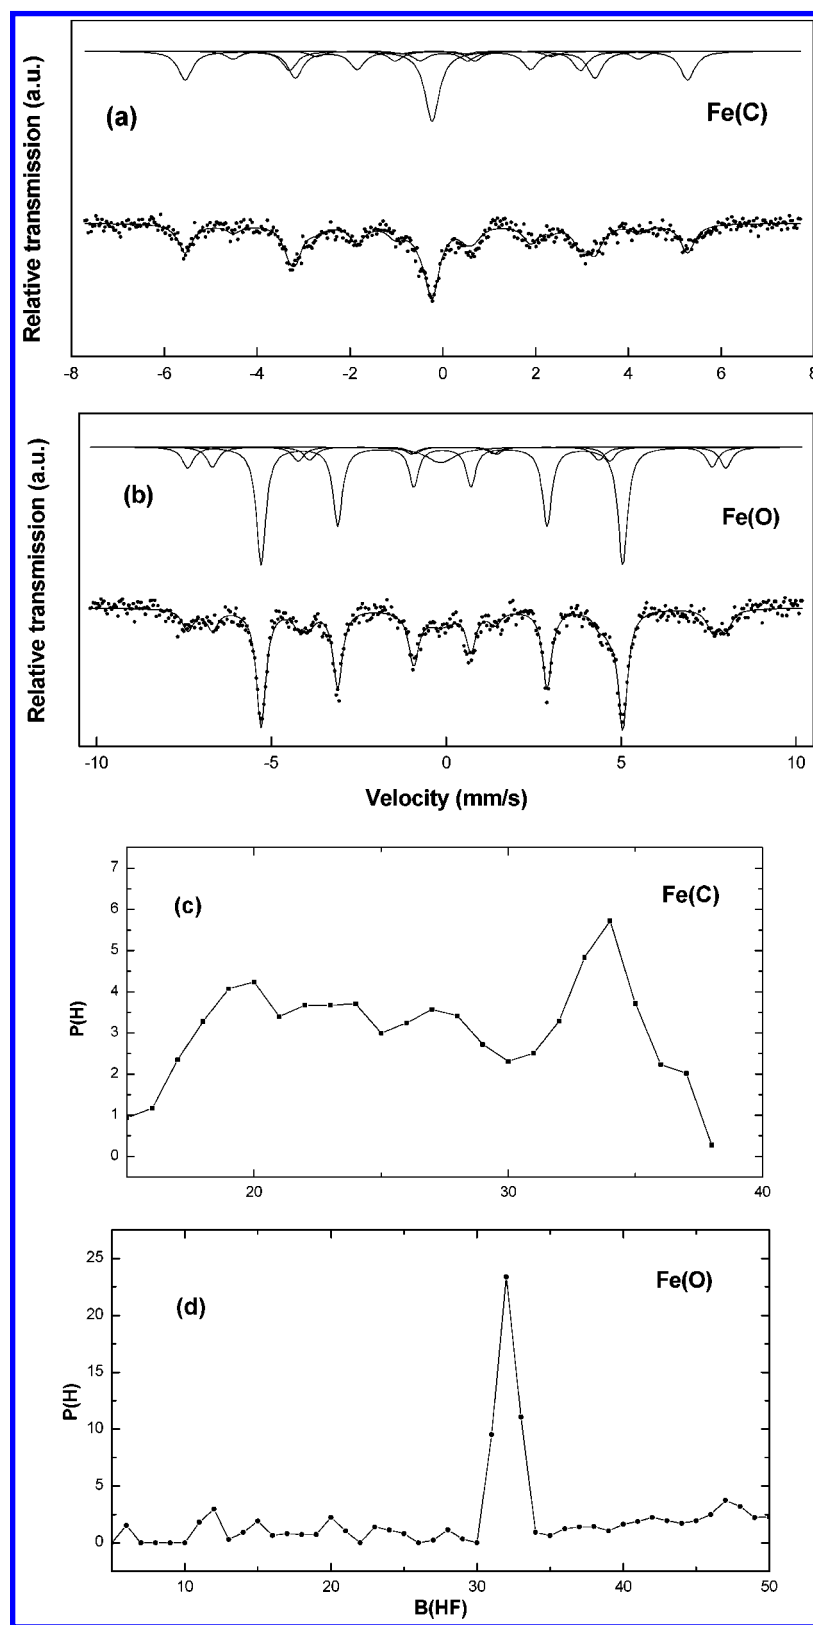 Relative transmission (a.u.)
(a)
Fe(C)
-8 -6 -4 -2 0 2 4 6 8
Relative transmission (a.u.)
(b)
Fe(O)
-10 -5 0 5 10
Velocity (mm/s)
P(H)
7
6
5
4
3
2
1
0
(c)
Fe(C)
20 30 40
P(H)
25
20
15
10
5
0
(d)
Fe(O)
10 20 30 40 50
B(HF)